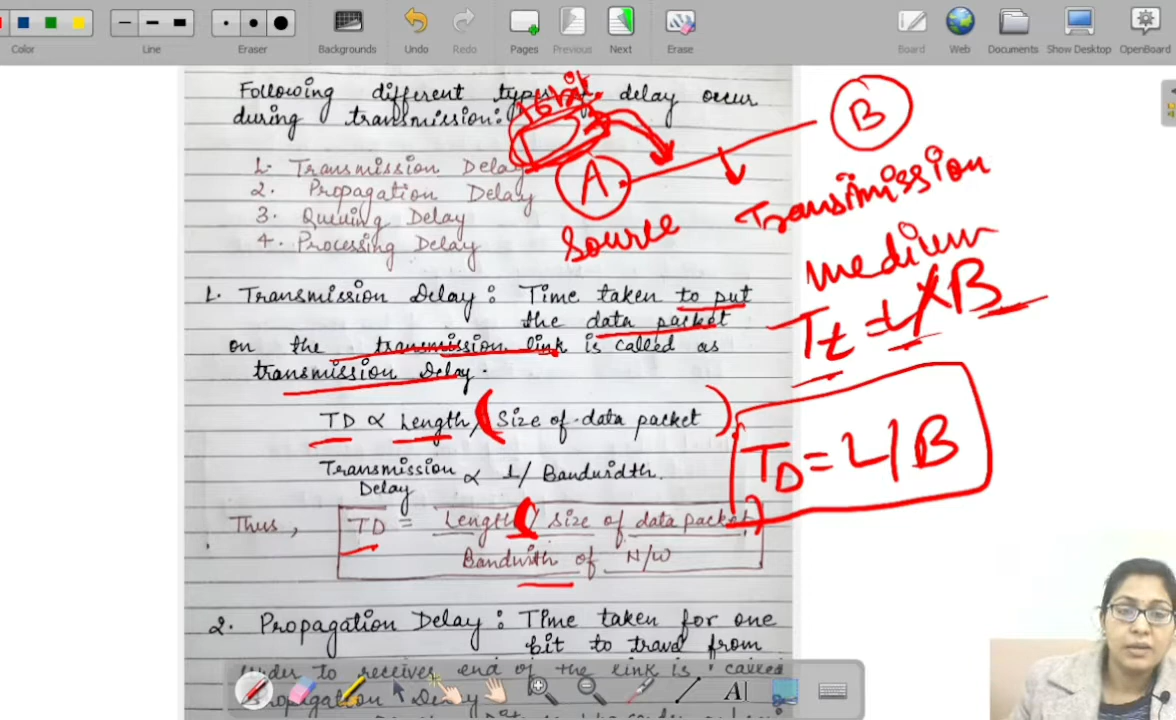 Color
Line
Eraser
Backgrounds
Undo
Redo
Pages
Previous
Next
Erase
Board
Web
Documents
Show Desktop
OpenBoard
Following different types of delay occur
during transmission:
1. Transmission Delay
2. Propagation Delay
3. Queuing Delay
4. Processing Delay
16 bit
A
Source
B
Transmission
medium
Tt = L X B
TD = L/B
1. Transmission Delay : Time taken to put
the data packet
on the transmission link is called as
transmission Delay.
TD ∝ Length/(Size of data packet)
Transmission Delay ∝ 1/ Bandwidth.
Thus, TD = Length/(Size of data packet)
Bandwith of N/W
2. Propagation Delay : Time taken for one
bit to travel from
sender to receives end of the link is called
Propagation Delay